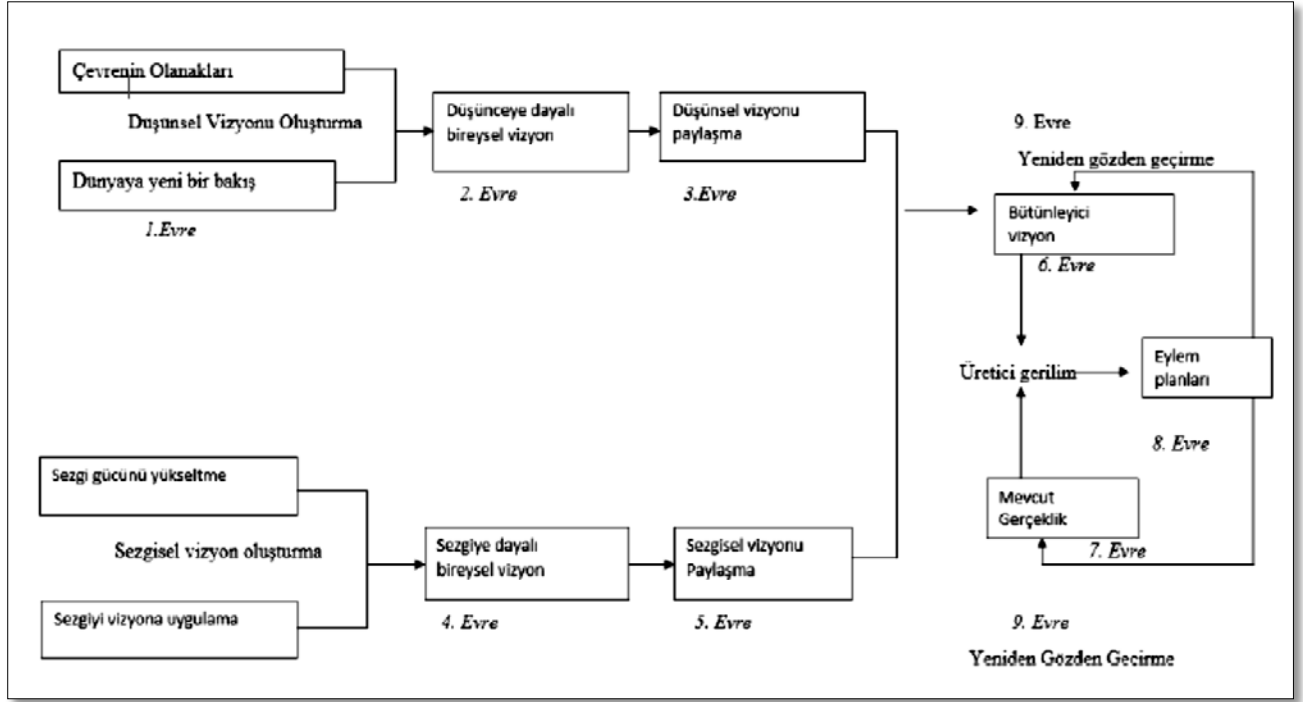 Çevrenin Olanakları
Duşunsel Vizyonu Oluşturma
Dunyaya yeni bir bakış
1.Evre
Düşünceye dayalı
bireysel vizyon
2. Evre
Düşünsel vizyonu
paylaşma
3.Evre
9. Evre
Yeniden gözden geçirme
Bütünleyici
vizyon
6. Evre
Üretici gerilim
Eylem
planları
8. Evre
Mevcut
Gerçeklik
7. Evre
9. Evre
Yeniden Gözden Gecirme
Sezgi gücünü yükseltme
Sezgisel vizyon oluşturma
Sezgiyi vizyona uygulama
Sezgiye dayalı
bireysel vizyon
4. Evre
Sezgisel vizyonu
Paylaşma
5. Evre